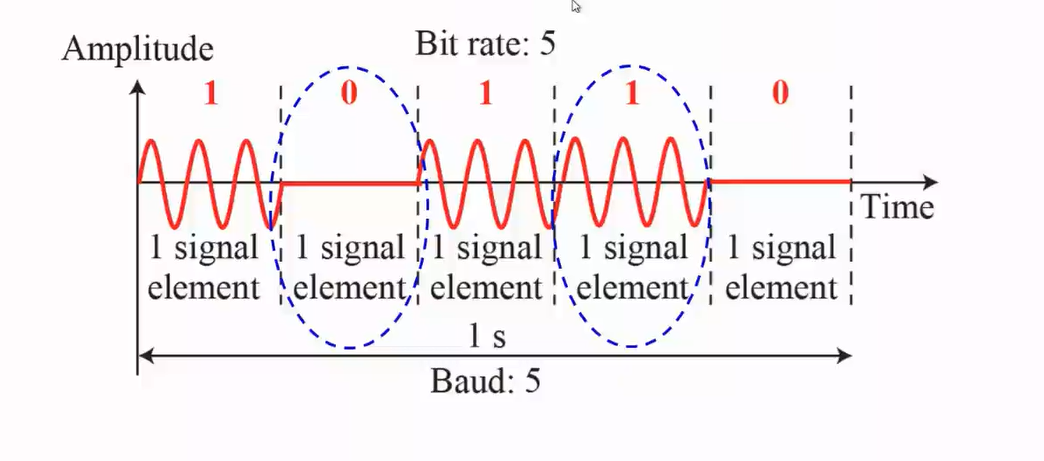 Amplitude
Bit rate: 5
1 0 1 1 0
Time
1 signal 1 signal 1 signal 1 signal 1 signal
element element element element element
1 s
Baud: 5